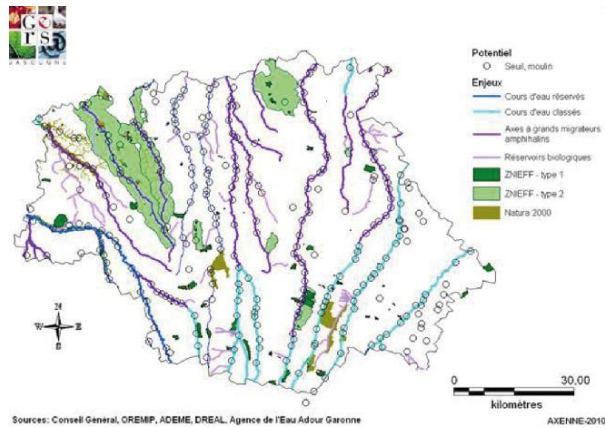 Gers
GASCOGNE
Potentiel
Seuil, moulin
Enjeux
Cours d'eau réservés
Cours d'eau classés
Axes à grands migrateurs
amphihalins
Réservoirs biologiques
ZNIEFF - type 1
ZNIEFF - type 2
Natura 2000
N
W E
S
0 30,00
kilomètres
Sources: Conseil Général, OREMIP, ADEME, DREAL, Agence de l'Eau Adour Garonne
AXENNE-2010